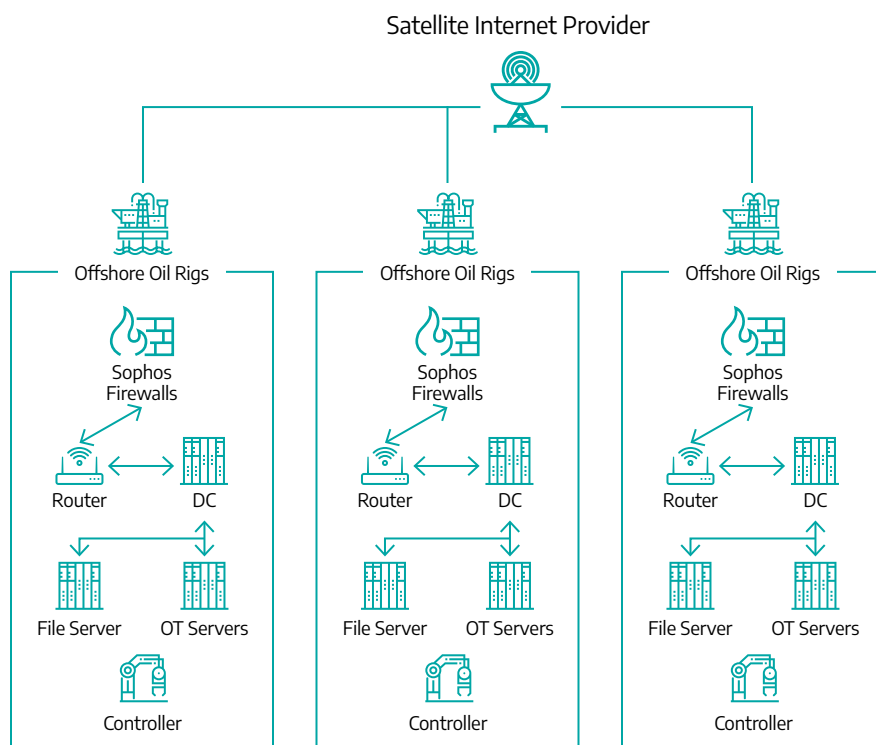 Satellite Internet Provider
Offshore Oil Rigs
Offshore Oil Rigs
Offshore Oil Rigs
Sophos
Firewalls
Sophos
Firewalls
Sophos
Firewalls
Router
DC
Router
DC
Router
DC
File Server
OT Servers
File Server
OT Servers
File Server
OT Servers
Controller
Controller
Controller